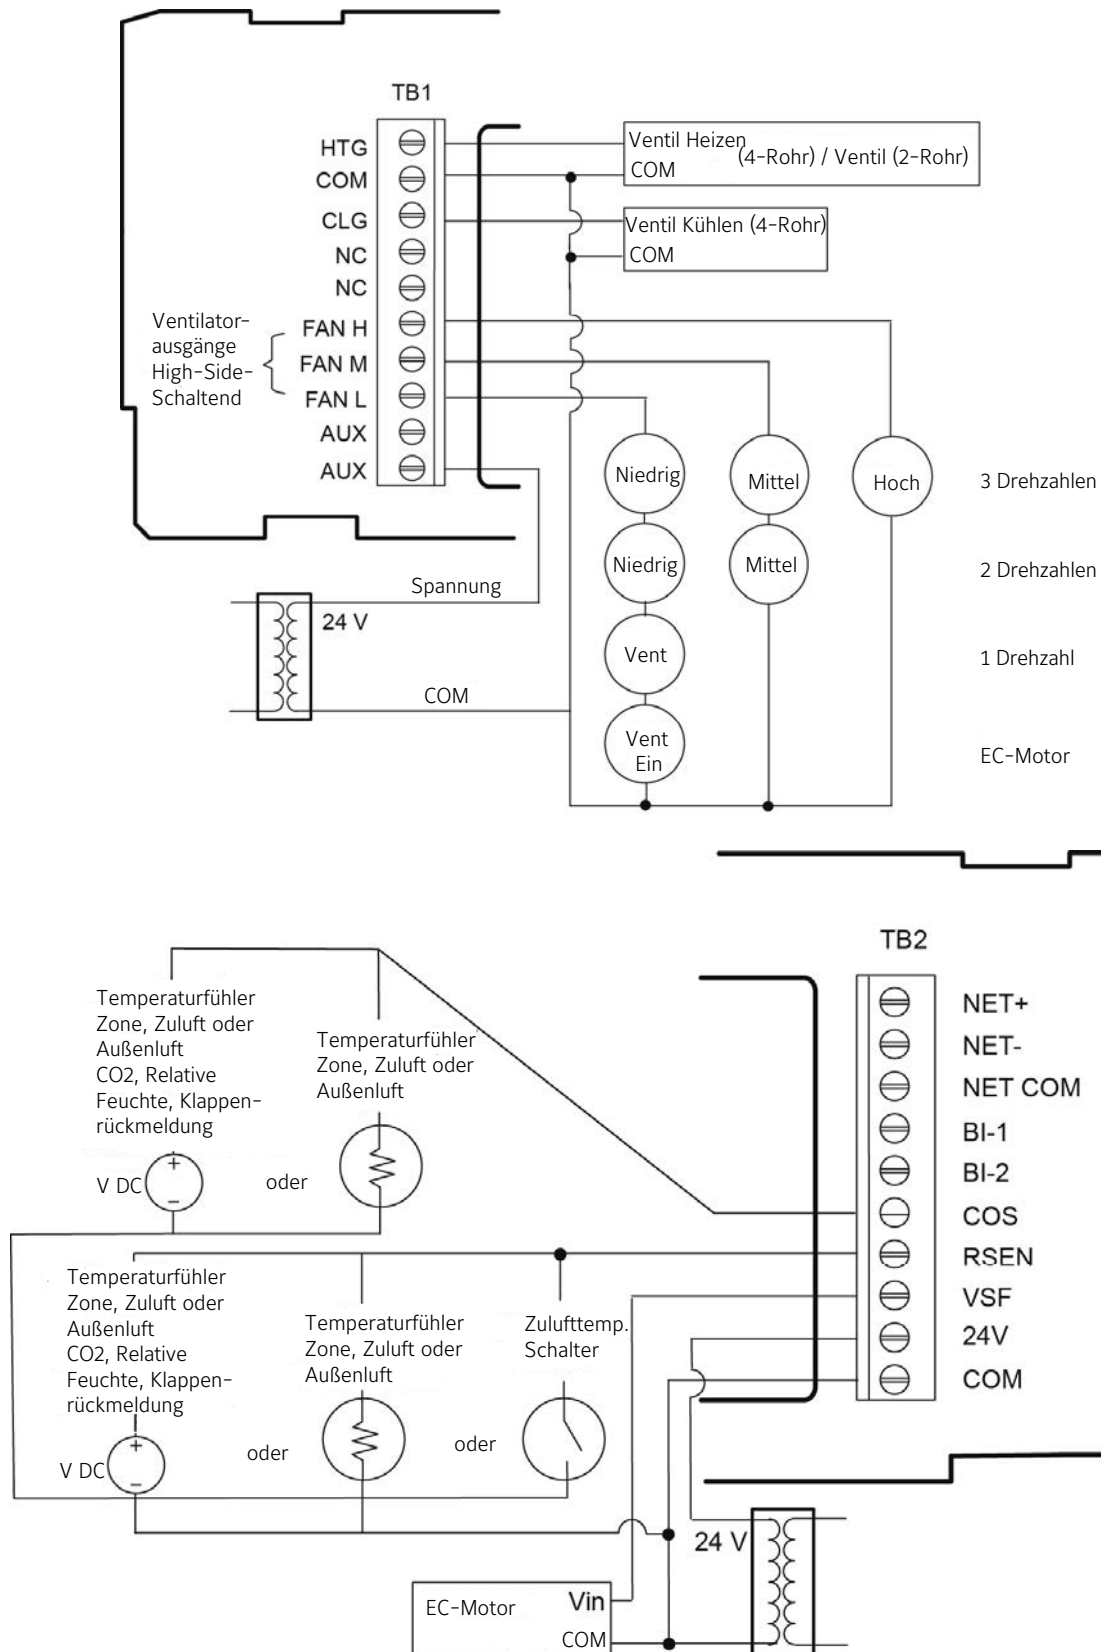 TB1
HTG
COM
CLG
NC
NC
FAN H
FAN M
FAN L
AUX
AUX
Ventilator-
ausgänge
High-Side-
Schaltend
Ventil Heizen
(4-Rohr) / Ventil (2-Rohr)
COM
Ventil Kühlen (4-Rohr)
COM
Niedrig
Mittel
Hoch
3 Drehzahlen
Niedrig
Mittel
2 Drehzahlen
Vent
1 Drehzahl
Vent
Ein
EC-Motor
Spannung
24 V
COM
TB2
NET+
NET-
NET COM
BI-1
BI-2
COS
RSEN
VSF
24V
COM
Temperaturfühler
Zone, Zuluft oder
Außenluft
CO2, Relative
Feuchte, Klappen-
rückmeldung
V DC
+
–
oder
Temperaturfühler
Zone, Zuluft oder
Außenluft
Temperaturfühler
Zone, Zuluft oder
Außenluft
CO2, Relative
Feuchte, Klappen-
rückmeldung
V DC
+
–
oder
Temperaturfühler
Zone, Zuluft oder
Außenluft
oder
Zulufttemp.
Schalter
24 V
EC-Motor
Vin
COM